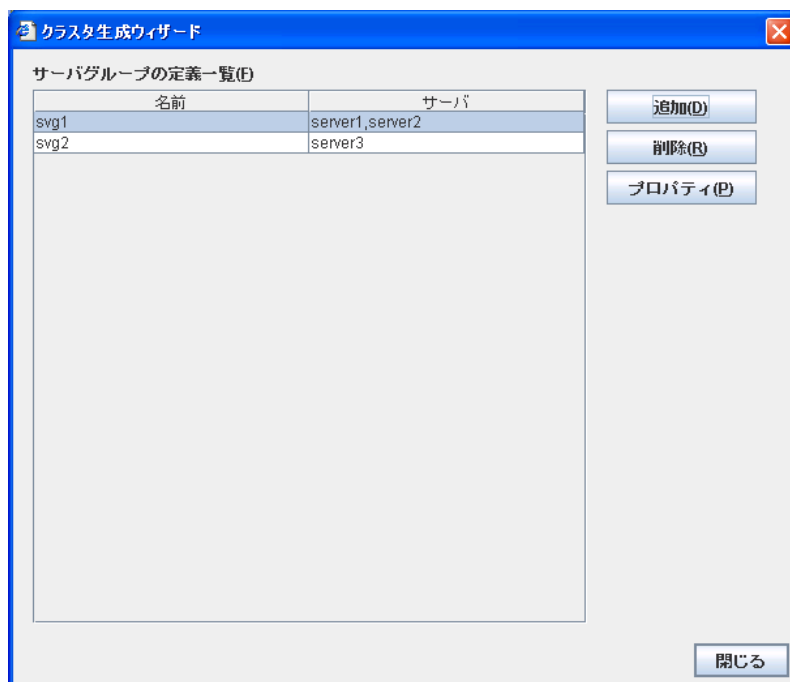 クラスタ生成ウィザード
サーバグループの定義一覧(F)
名前 サーバ
svg1 server1,server2
svg2 server3
追加(D)
削除(R)
プロパティ(P)
閉じる